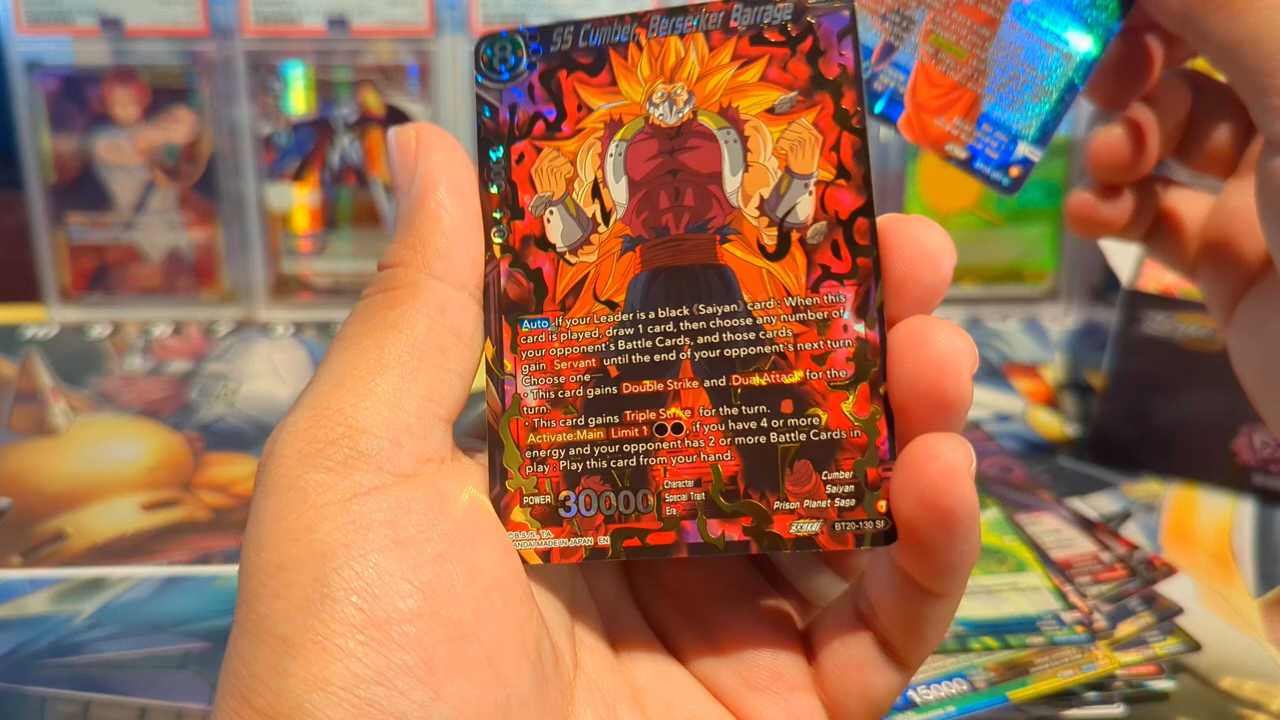 8
SS Cumber, Berserker Barrage
Auto If your Leader is a black 《Saiyan》 card : When this
card is played, draw 1 card, then choose any number of
your opponent's Battle Cards, and those cards
gain Servant until the end of your opponent's next turn.
Choose one—
• This card gains Double Strike and Dual Attack for the
turn.
• This card gains Triple Strike for the turn.
Activate:Main Limit 1 , if you have 4 or more
energy and your opponent has 2 or more Battle Cards in
play : Play this card from your hand.
POWER 30000
Character Cumber
Special Trait Saiyan
Era Prison Planet Saga
BT20-130 SR
BANDAI MADE IN JAPAN EN
15000